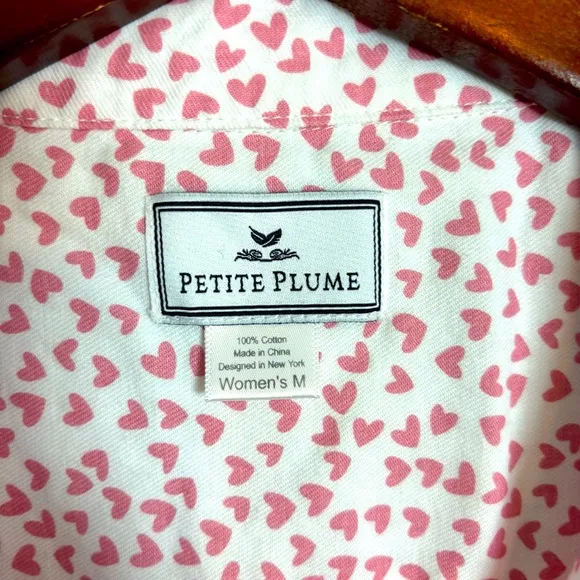 PETITE PLUME
100% Cotton
Made in China
Designed in New York
Women's M